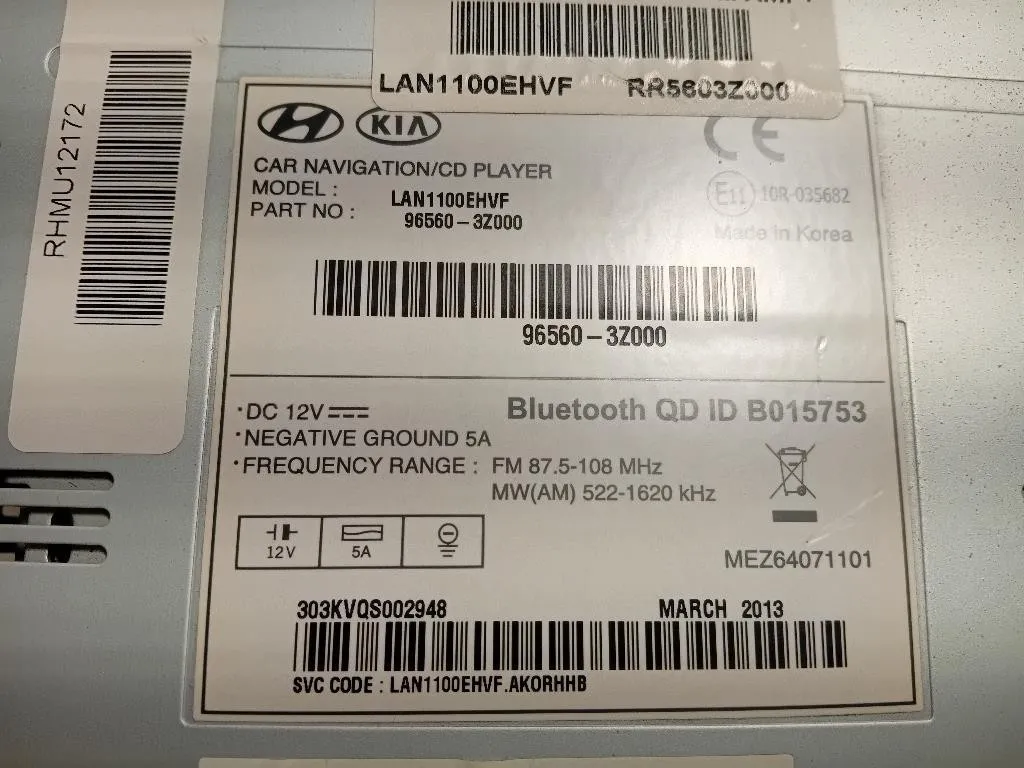 LAN1100EHVF RR5603Z000
RHMU12172
KIA
CAR NAVIGATION/CD PLAYER
MODEL : LAN1100EHVF
PART NO : 96560-3Z000
CE
E11 10R-035682
Made in Korea
96560-3Z000
·DC 12V
·NEGATIVE GROUND 5A
·FREQUENCY RANGE : FM 87.5-108 MHz
MW(AM) 522-1620 kHz
Bluetooth QD ID B015753
12V 5A
MEZ64071101
303KVQS002948 MARCH 2013
SVC CODE : LAN1100EHVF.AKORHHB